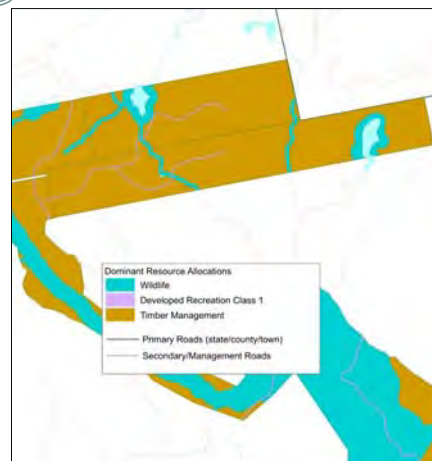 Dominant Resource Allocations
Wildlife
Developed Recreation Class 1
Timber Management
Primary Roads (state/county/town)
Secondary/Management Roads